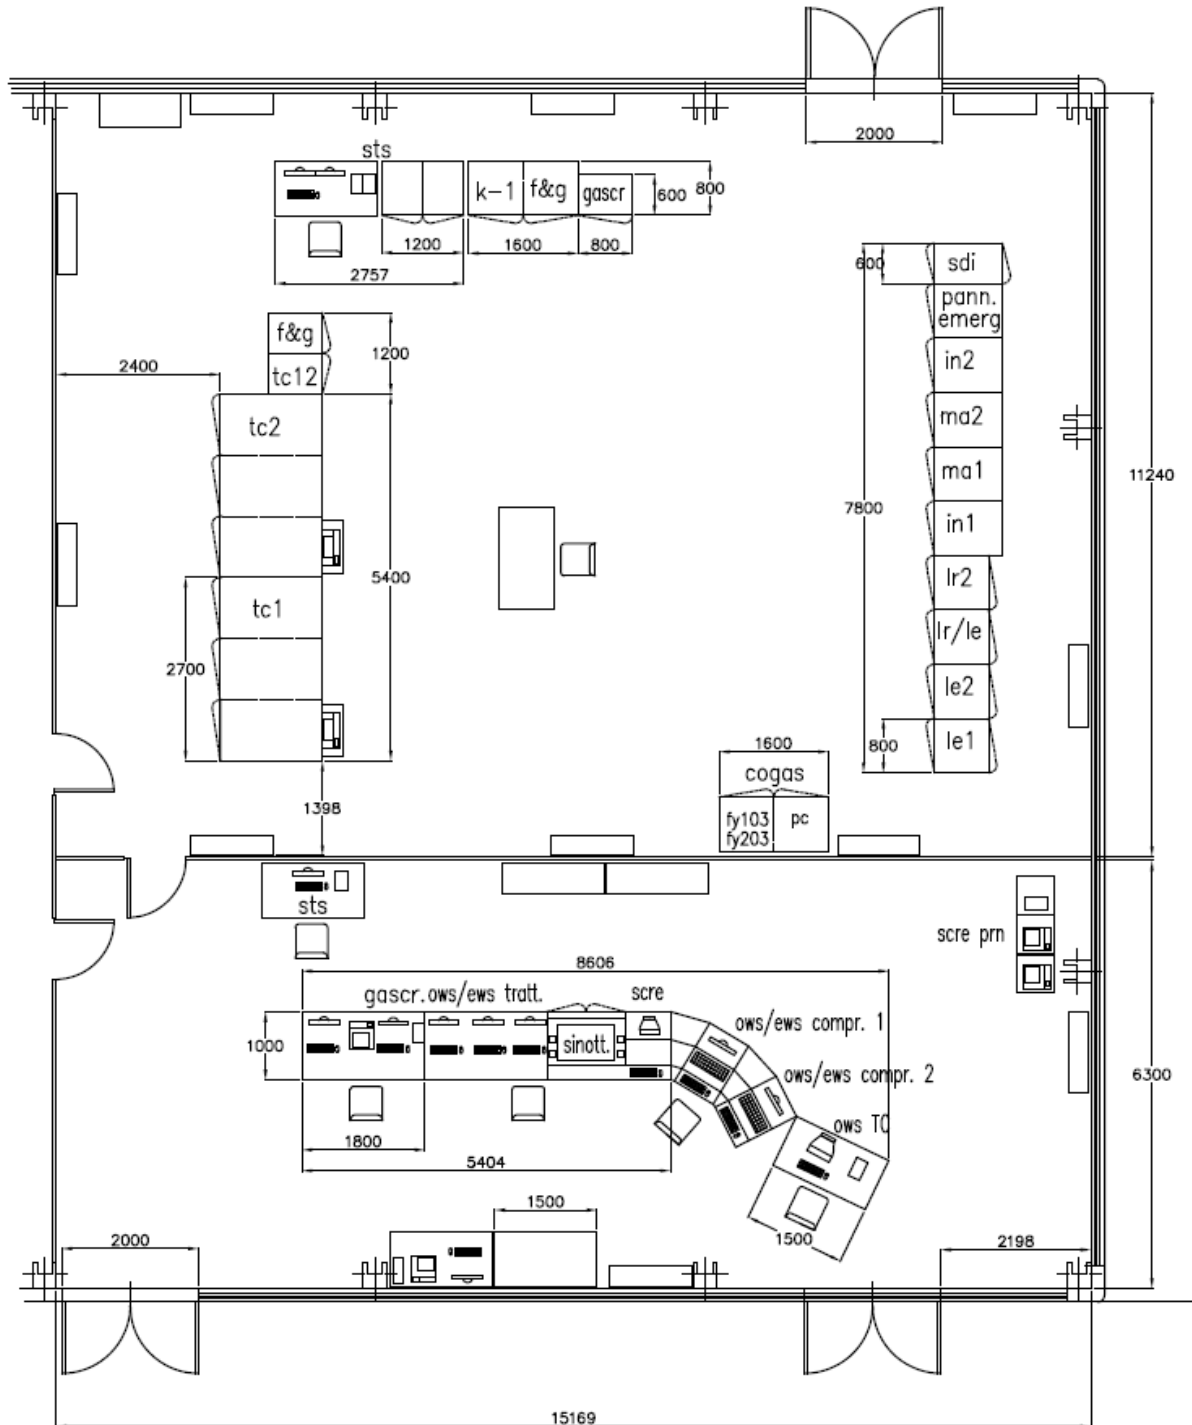 2000
sts
k-1 f&g gascr 600 800
1200 1600 800
2757
600 sdi
pann.
emerg
f&g
1200
2400
tc12
in2
tc2
ma2
ma1
11240
7800
in1
5400
lr2
tc1
lr/le
2700
le2
800 le1
1600
cogas
1398
fy103 pc
fy203
sts
scre prn
8606
gascr. ows/ews tratt. scre
ows/ews compr. 1
1000
sinott.
ows/ews compr. 2
6300
ows TC
1800
5404
1500
1500
2000
2198
15169